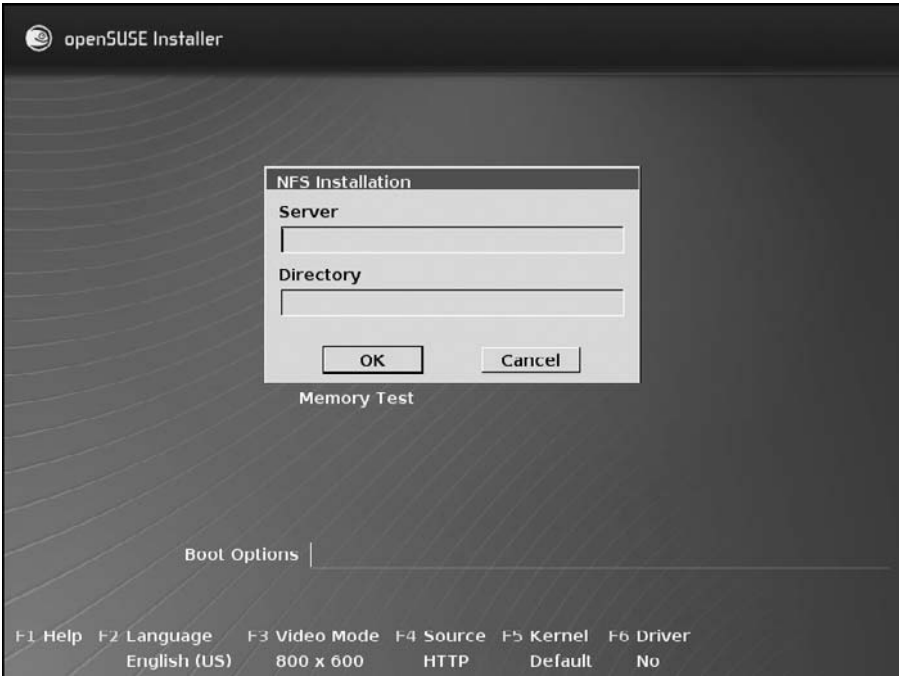 openSUSE Installer
NFS Installation
Server
Directory
OK Cancel
Memory Test
Boot Options
F1 Help F2 Language F3 Video Mode F4 Source F5 Kernel F6 Driver
English (US) 800 x 600 HTTP Default No